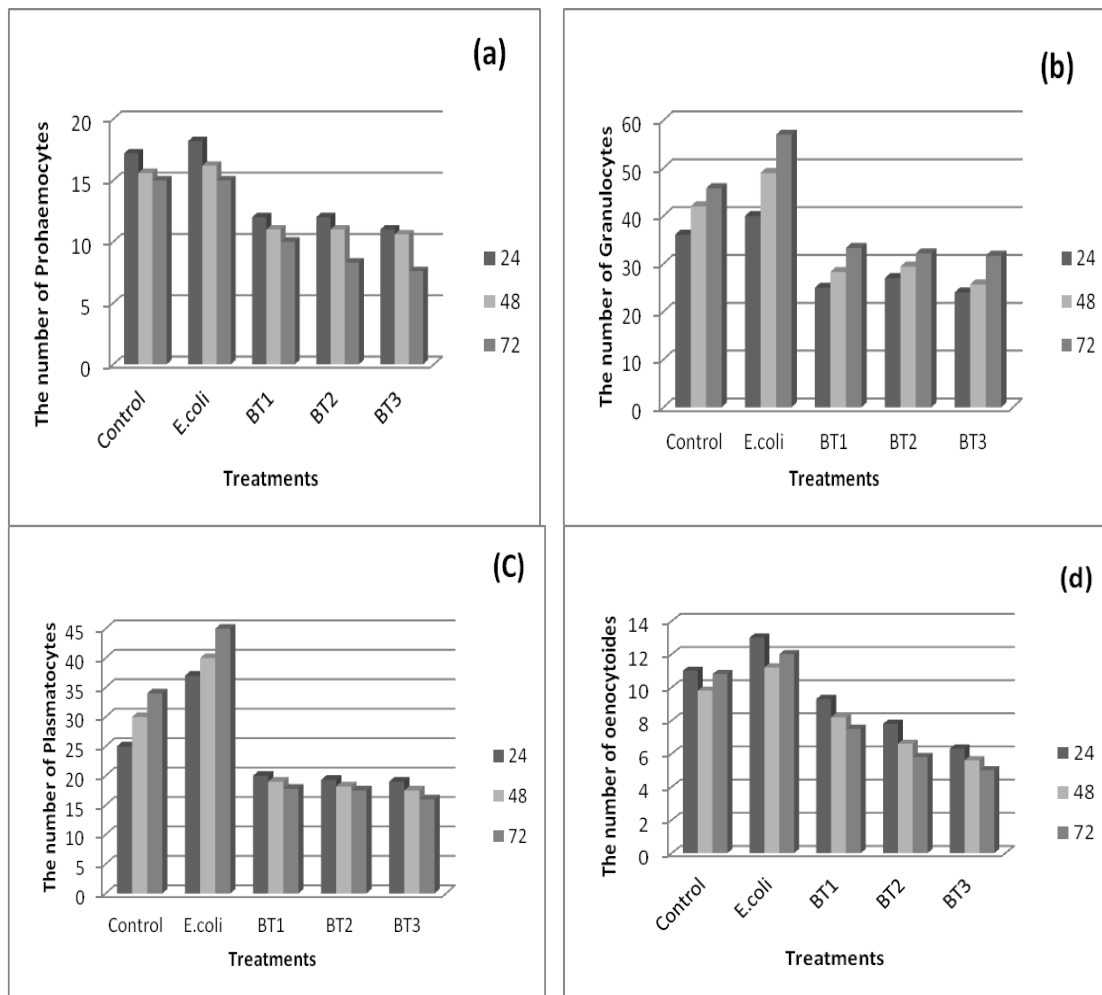 (a)
The number of Prohaemocytes
20
15
10
5
0
Control
E.coli
BT1
BT2
BT3
Treatments
24
48
72
(b)
The number of Granulocytes
60
50
40
30
20
10
0
Control
E.coli
BT1
BT2
BT3
Treatments
24
48
72
(C)
The number of Plasmatocytes
45
40
35
30
25
20
15
10
5
0
Control
E.coli
BT1
BT2
BT3
Treatments
24
48
72
(d)
The number of oenocytoides
14
12
10
8
6
4
2
0
Control
E.coli
BT1
BT2
BT3
Treatments
24
48
72